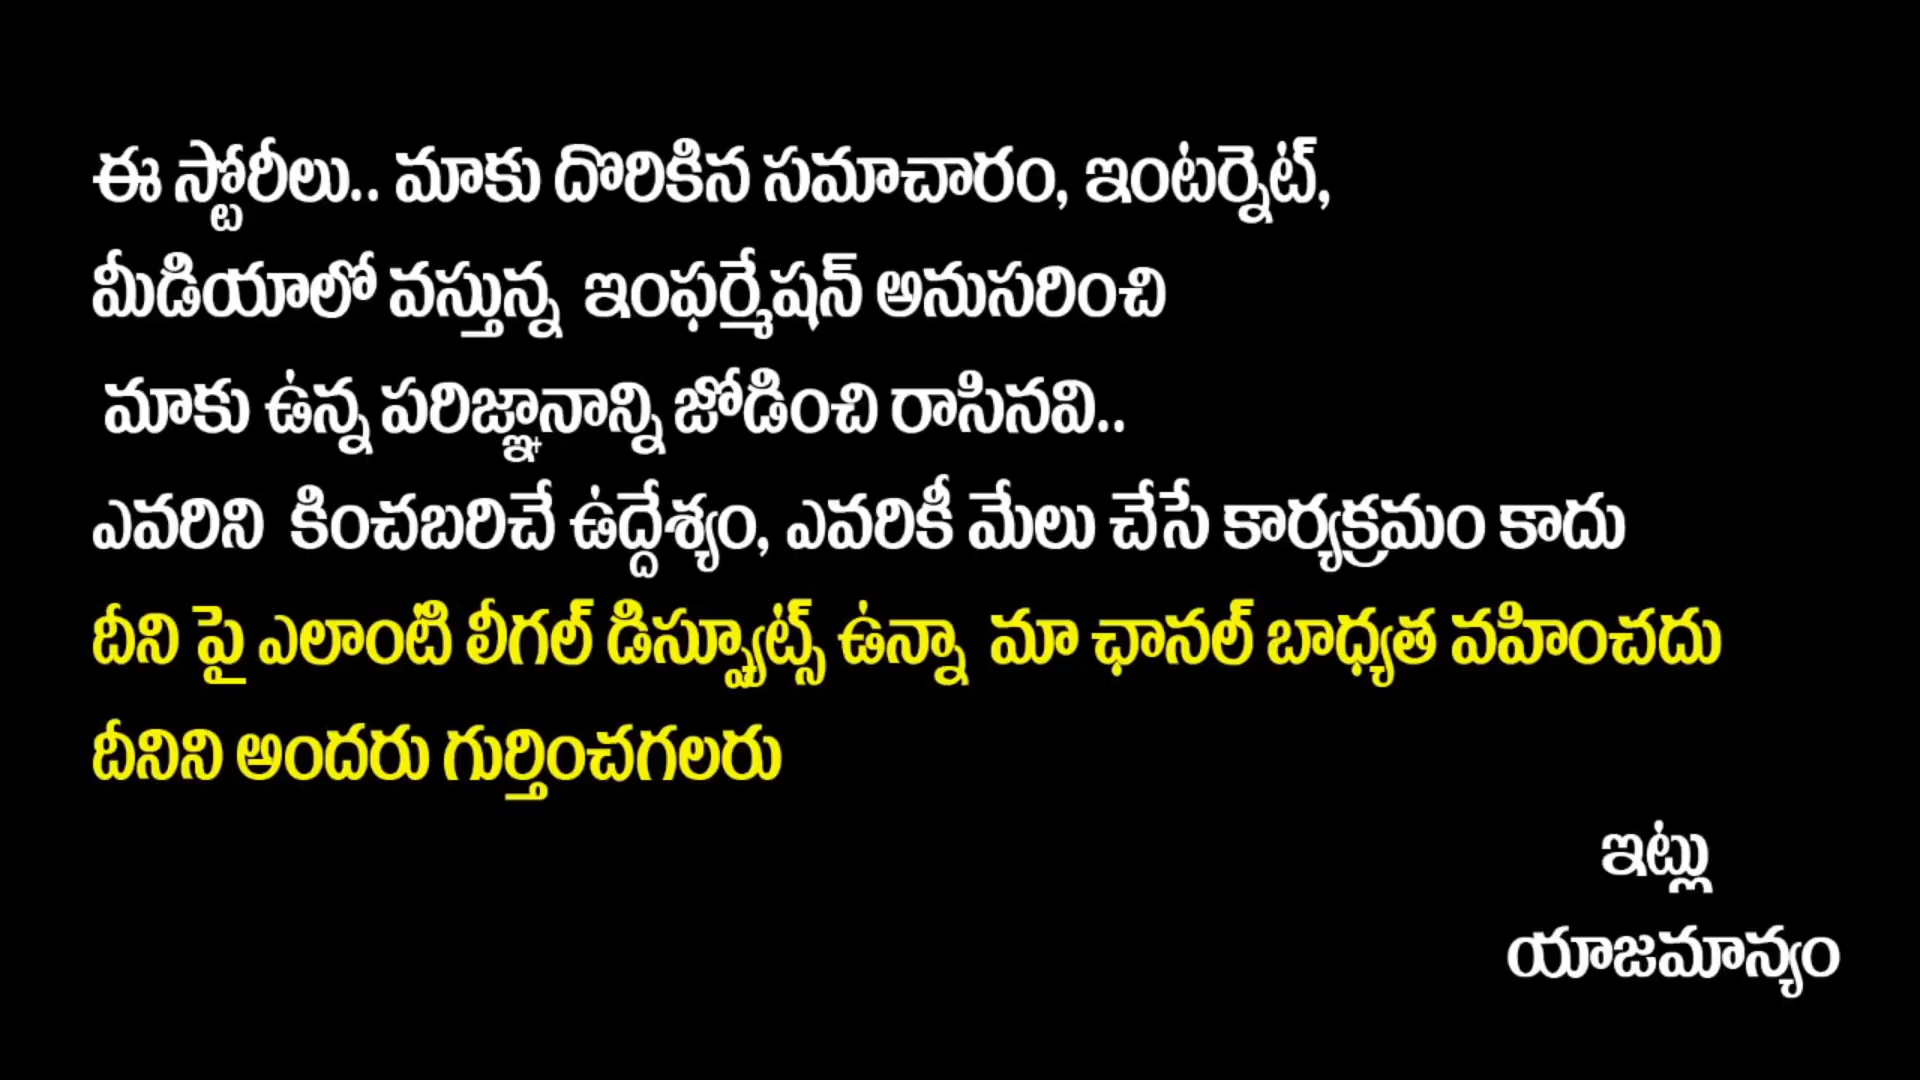 ఈ స్టోరీలు.. మాకు దొరికిన సమాచారం, ఇంటర్నెట్,
మీడియాలో వస్తున్న ఇంఫర్మేషన్ అనుసరించి
మాకు ఉన్న పరిజ్ఞానాన్ని జోడించి రాసినవి..
ఎవరిని కించబరిచే ఉద్దేశ్యం, ఎవరికీ మేలు చేసే కార్యక్రమం కాదు
దీని పై ఎలాంటి లీగల్ డిస్ప్యూట్స్ ఉన్నా మా ఛానల్ బాధ్యత వహించదు
దీనిని అందరు గుర్తించగలరు
ఇట్లు
యాజమాన్యం